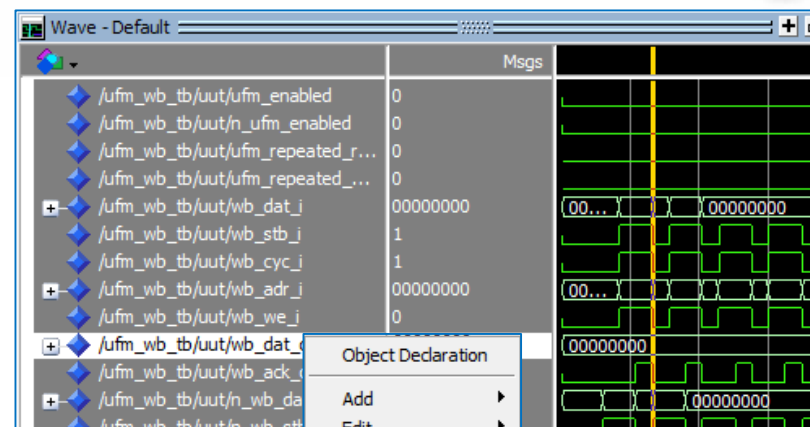 Wave - Default
Msgs
/ufm_wb_tb/uut/ufm_enabled 0
/ufm_wb_tb/uut/n_ufm_enabled 0
/ufm_wb_tb/uut/ufm_repeated_r... 0
/ufm_wb_tb/uut/ufm_repeated_... 0
/ufm_wb_tb/uut/wb_dat_i 00000000 00... 00000000
/ufm_wb_tb/uut/wb_stb_i 1
/ufm_wb_tb/uut/wb_cyc_i 1
/ufm_wb_tb/uut/wb_adr_i 00000000 00...
/ufm_wb_tb/uut/wb_we_i 0
/ufm_wb_tb/uut/wb_dat_ 00000000
Object Declaration
/ufm_wb_tb/uut/wb_ack_
Add
/ufm_wb_tb/uut/n_wb_da 00000000
Edit